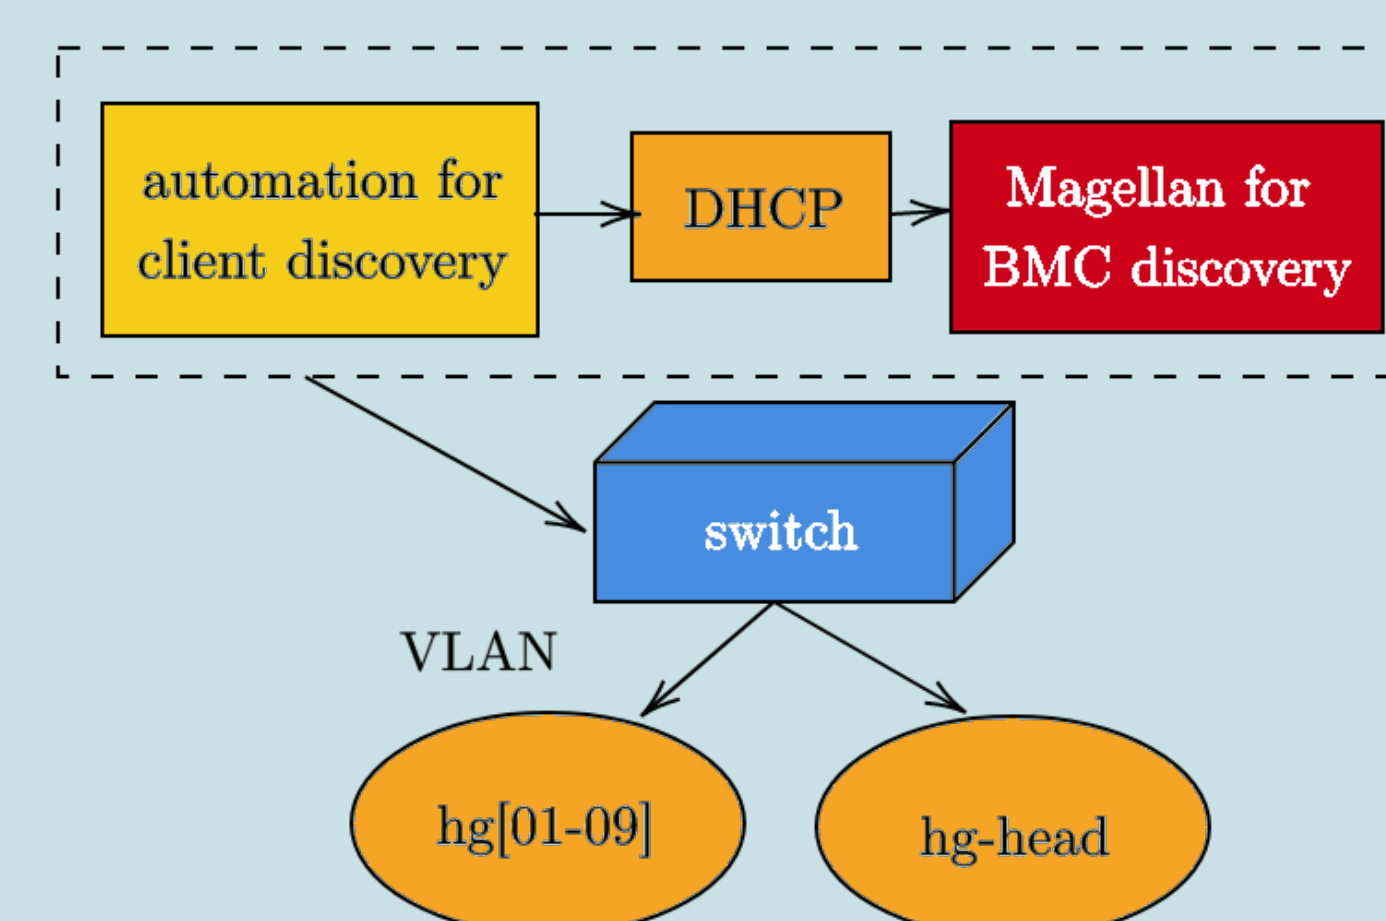 automation for
client discovery
DHCP
Magellan for
BMC discovery
switch
VLAN
hg[01-09]
hg-head